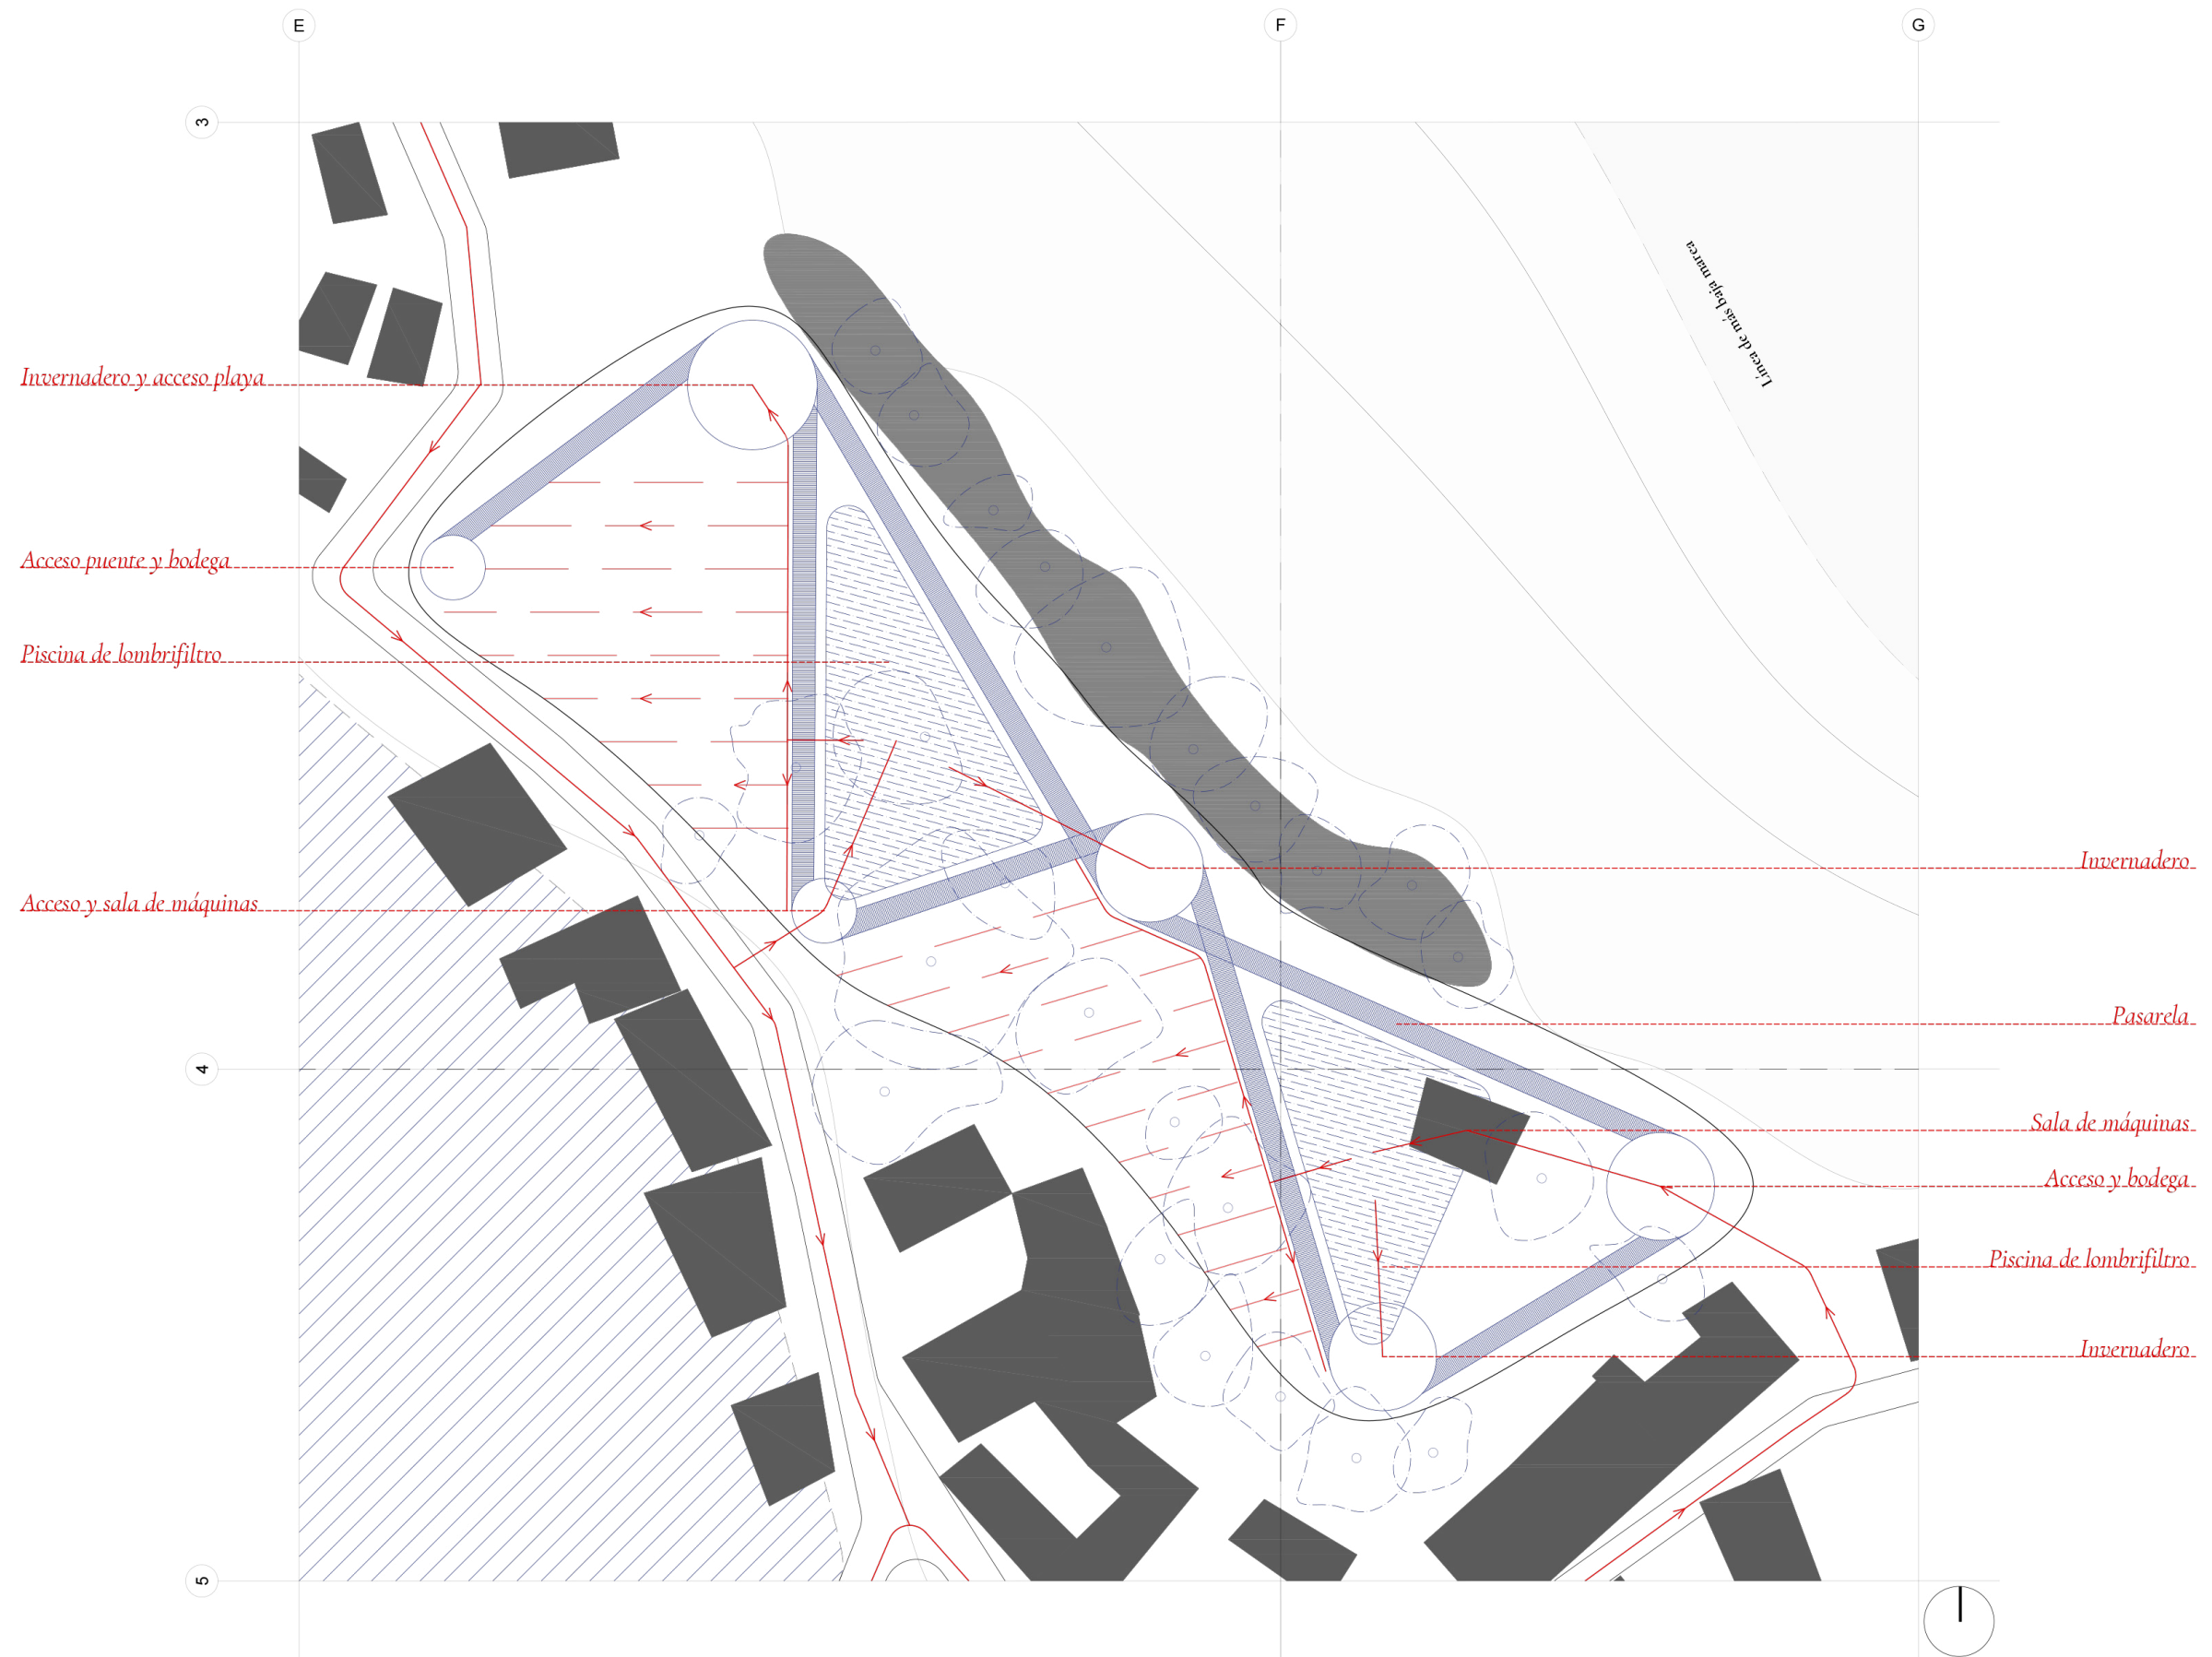 E
F
G
3
Línea de más baja marea
Invernadero y acceso playa
Acceso puente y bodega
Piscina de lombrifiltro
Acceso y sala de máquinas
Invernadero
Pasarela
4
Sala de máquinas
Acceso y bodega
Piscina de lombrifiltro
Invernadero
5